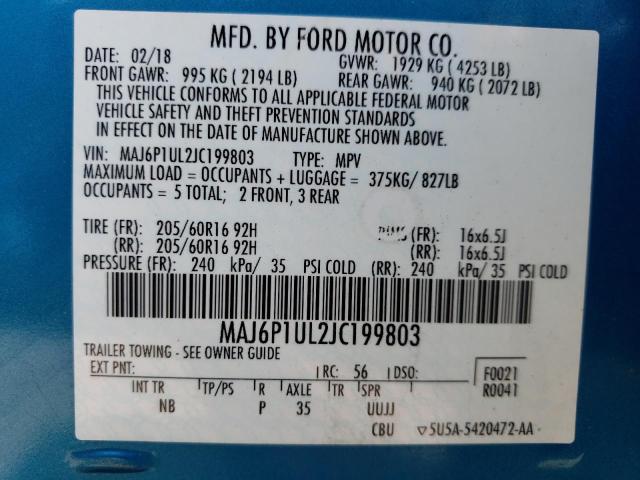 MFD. BY FORD MOTOR CO.
DATE: 02/18 GVWR: 1929 KG ( 4253 LB)
FRONT GAWR: 995 KG ( 2194 LB) REAR GAWR: 940 KG ( 2072 LB)
THIS VEHICLE CONFORMS TO ALL APPLICABLE FEDERAL MOTOR
VEHICLE SAFETY AND THEFT PREVENTION STANDARDS
IN EFFECT ON THE DATE OF MANUFACTURE SHOWN ABOVE.
VIN: MAJ6P1UL2JC199803 TYPE: MPV
MAXIMUM LOAD = OCCUPANTS + LUGGAGE = 375KG/ 827LB
OCCUPANTS = 5 TOTAL; 2 FRONT, 3 REAR
TIRE (FR): 205/60R16 92H (FR): 16x6.5J
(RR): 205/60R16 92H (RR): 16x6.5J
PRESSURE (FR): 240 kPa/ 35 PSI COLD (RR): 240 kPa/ 35 PSI COLD
MAJ6P1UL2JC199803
TRAILER TOWING - SEE OWNER GUIDE
EXT PNT: RC: 56 DSO: F0021
INT TR TP/PS R AXLE TR SPR R0041
NB P 35 UUJJ
CBU ▽5U5A-5420472-AA